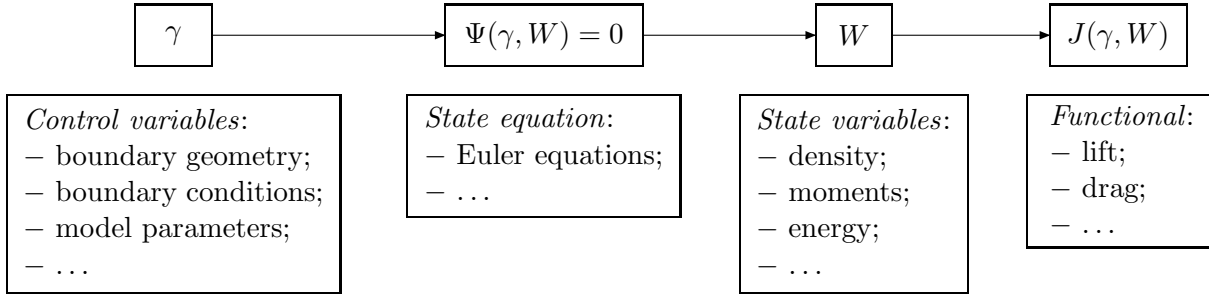 γ
Ψ(γ, W) = 0
W
J(γ, W)
Control variables:
– boundary geometry;
– boundary conditions;
– model parameters;
– ...
State equation:
– Euler equations;
– ...
State variables:
– density;
– moments;
– energy;
– ...
Functional:
– lift;
– drag;
– ...